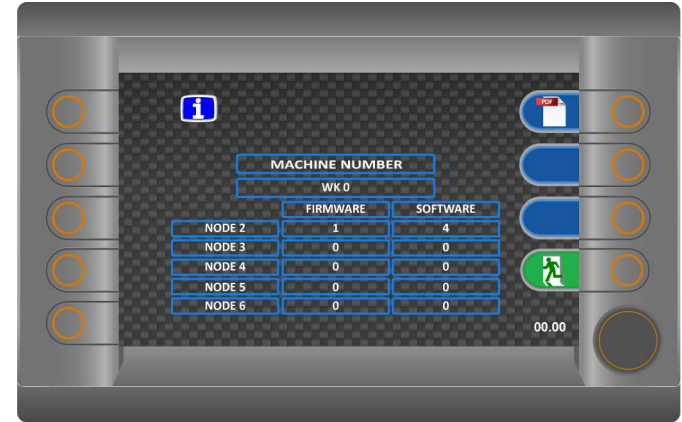 PDF
i
MACHINE NUMBER
WK 0
FIRMWARE SOFTWARE
NODE 2 1 4
NODE 3 0 0
NODE 4 0 0
NODE 5 0 0
NODE 6 0 0
00.00